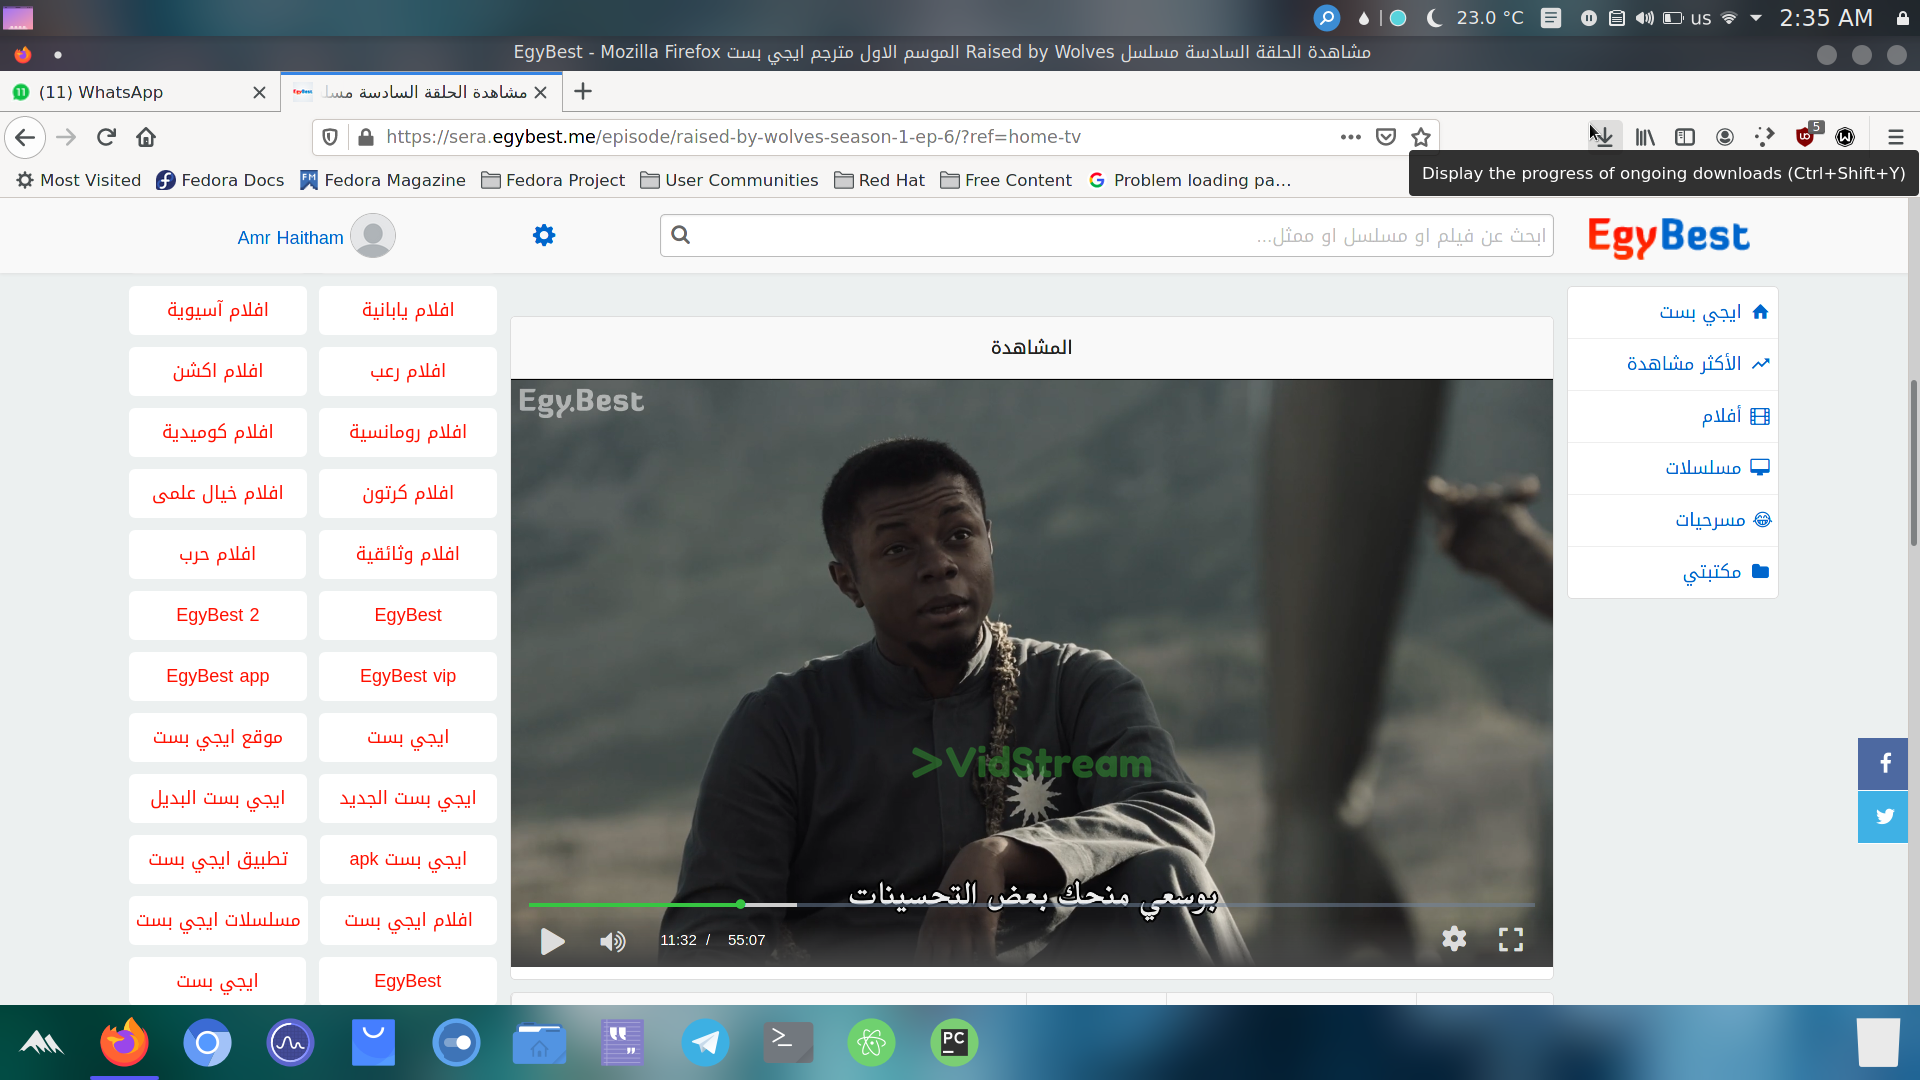 23.0 °C
us
2:35 AM
مشاهدة الحلقة السادسة مسلسل Raised by Wolves الموسم الاول مترجم ايجي بست EgyBest - Mozilla Firefox
(11) WhatsApp
مشاهدة الحلقة السادسة مسل
https://sera.egybest.me/episode/raised-by-wolves-season-1-ep-6/?ref=home-tv
5
Most Visited
Fedora Docs
Fedora Magazine
Fedora Project
User Communities
Red Hat
Free Content
Problem loading pa…
Display the progress of ongoing downloads (Ctrl+Shift+Y)
Amr Haitham
ابحث عن فيلم او مسلسل او ممثل...
EgyBest
افلام آسيوية
افلام يابانية
افلام اكشن
افلام رعب
افلام كوميدية
افلام رومانسية
افلام خيال علمى
افلام كرتون
افلام حرب
افلام وثائقية
EgyBest 2
EgyBest
EgyBest app
EgyBest vip
موقع ايجي بست
ايجي بست
ايجي بست البديل
ايجي بست الجديد
تطبيق ايجي بست
ايجي بست apk
مسلسلات ايجي بست
افلام ايجي بست
ايجي بست
EgyBest
المشاهدة
Egy.Best
>VidStream
بوسعي منحك بعض التحسينات
11:32 / 55:07
ايجي بست
الأكثر مشاهدة
أفلام
مسلسلات
مسرحيات
مكتبتي
PC